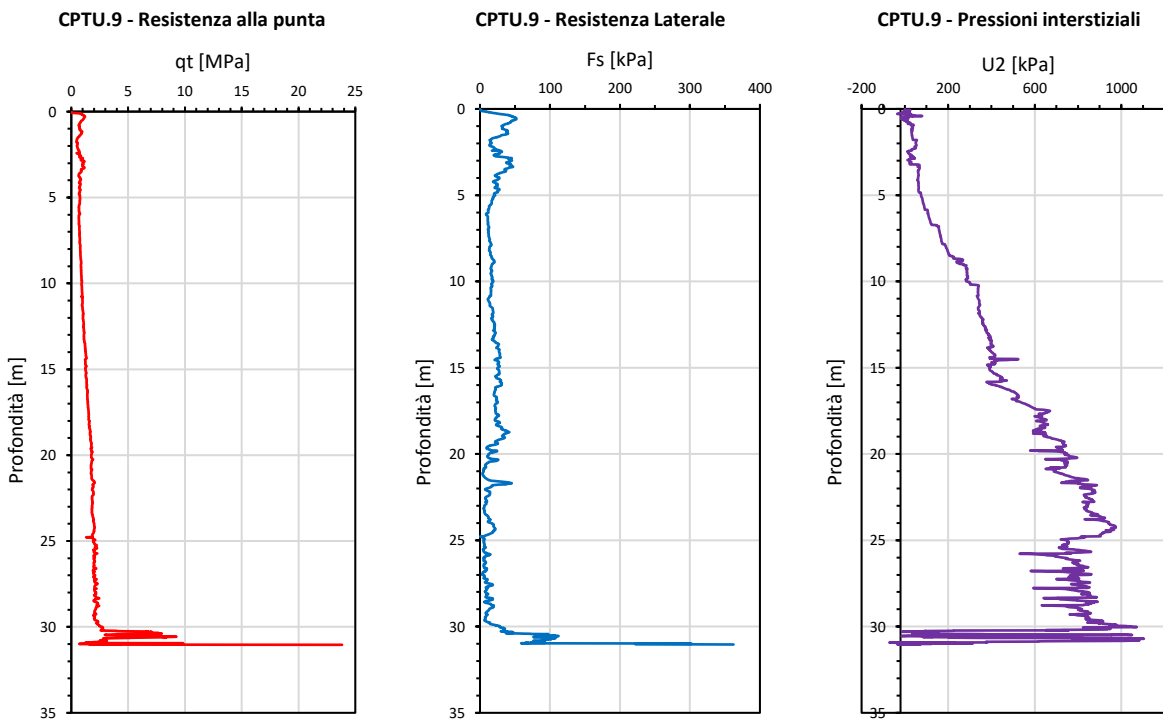 CPTU.9 - Resistenza alla punta
qt [MPa]
0 5 10 15 20 25
0
5
10
15
20
25
30
35
Profondità [m]
CPTU.9 - Resistenza Laterale
Fs [kPa]
0 100 200 300 400
0
5
10
15
20
25
30
35
Profondità [m]
CPTU.9 - Pressioni interstiziali
U2 [kPa]
-200 200 600 1000
0
5
10
15
20
25
30
35
Profondità [m]